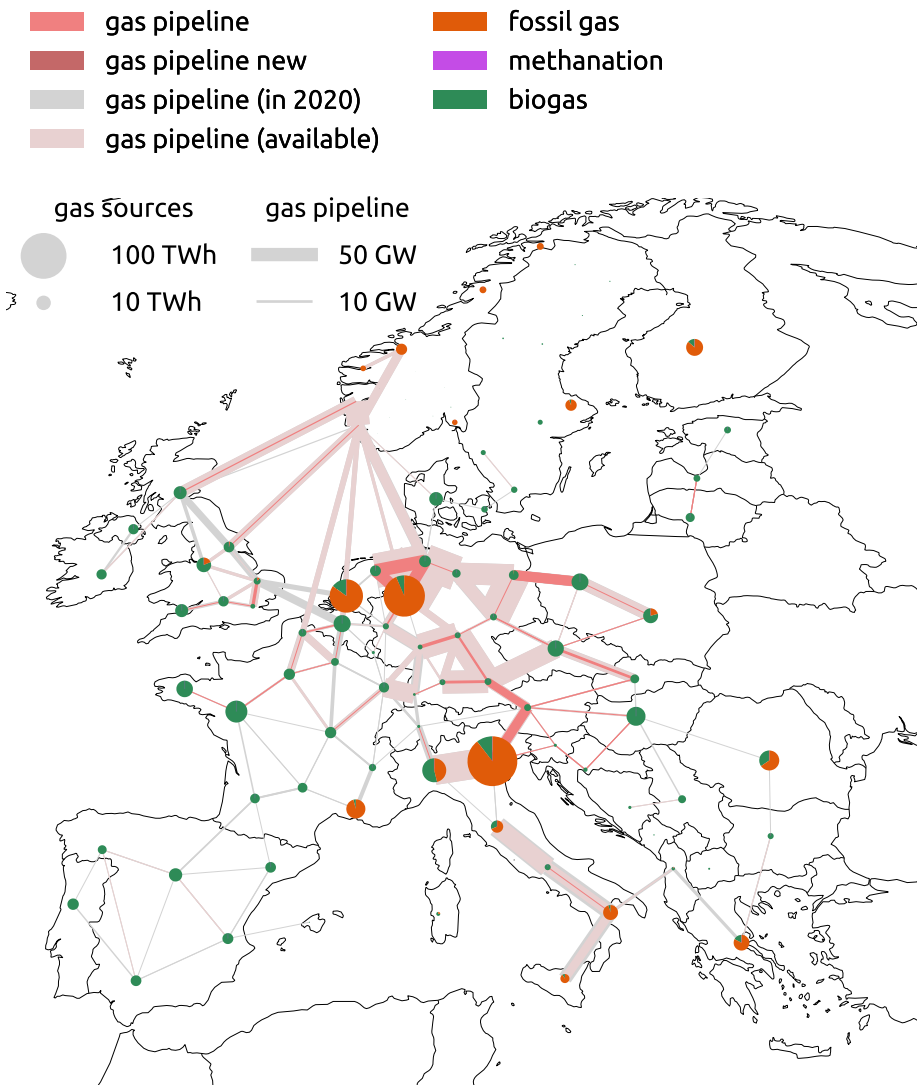 gas pipeline
gas pipeline new
gas pipeline (in 2020)
gas pipeline (available)
fossil gas
methanation
biogas
gas sources
100 TWh
10 TWh
gas pipeline
50 GW
10 GW